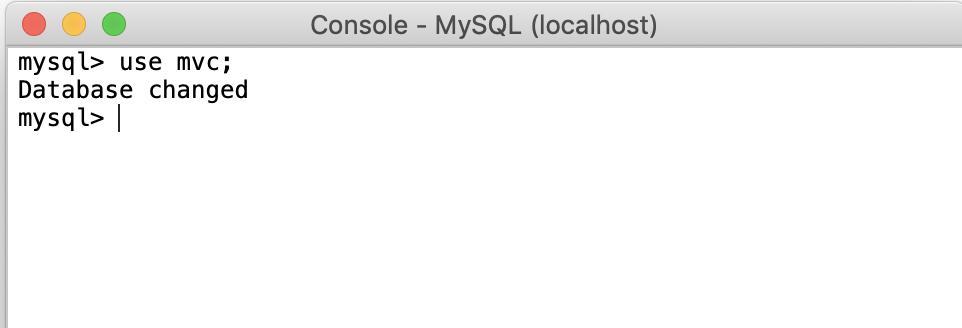 Console - MySQL (localhost)
mysql> use mvc;
Database changed
mysql>